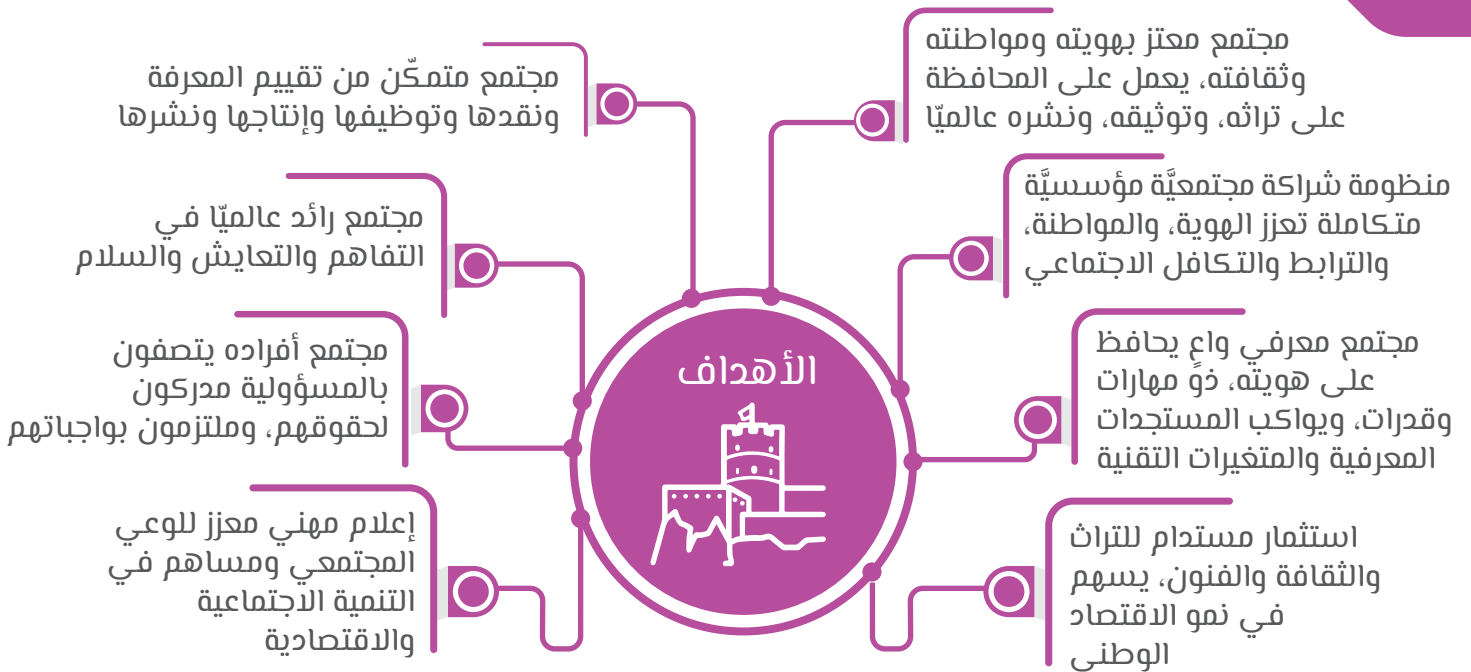 الأهداف
مجتمع معتز بهويته ومواطنته
وثقافته، يعمل على المحافظة
على تراثه، وتوثيقه، ونشره عالميّا
منظومة شراكة مجتمعيَّة مؤسسيَّة
متكاملة تعزز الهوية، والمواطنة،
والترابط والتكافل الاجتماعي
مجتمع معرفي واعٍ يحافظ
على هويته، ذو مهارات
وقدرات، ويواكب المستجدات
المعرفية والمتغيرات التقنية
استثمار مستدام للتراث
والثقافة والفنون، يسهم
في نمو الاقتصاد
الوطني
مجتمع متمكّن من تقييم المعرفة
ونقدها وتوظيفها وإنتاجها ونشرها
مجتمع رائد عالميّا في
التفاهم والتعايش والسلام
مجتمع أفراده يتصفون
بالمسؤولية مدركون
لحقوقهم، وملتزمون بواجباتهم
إعلام مهني معزز للوعي
المجتمعي ومساهم في
التنمية الاجتماعية
والاقتصادية